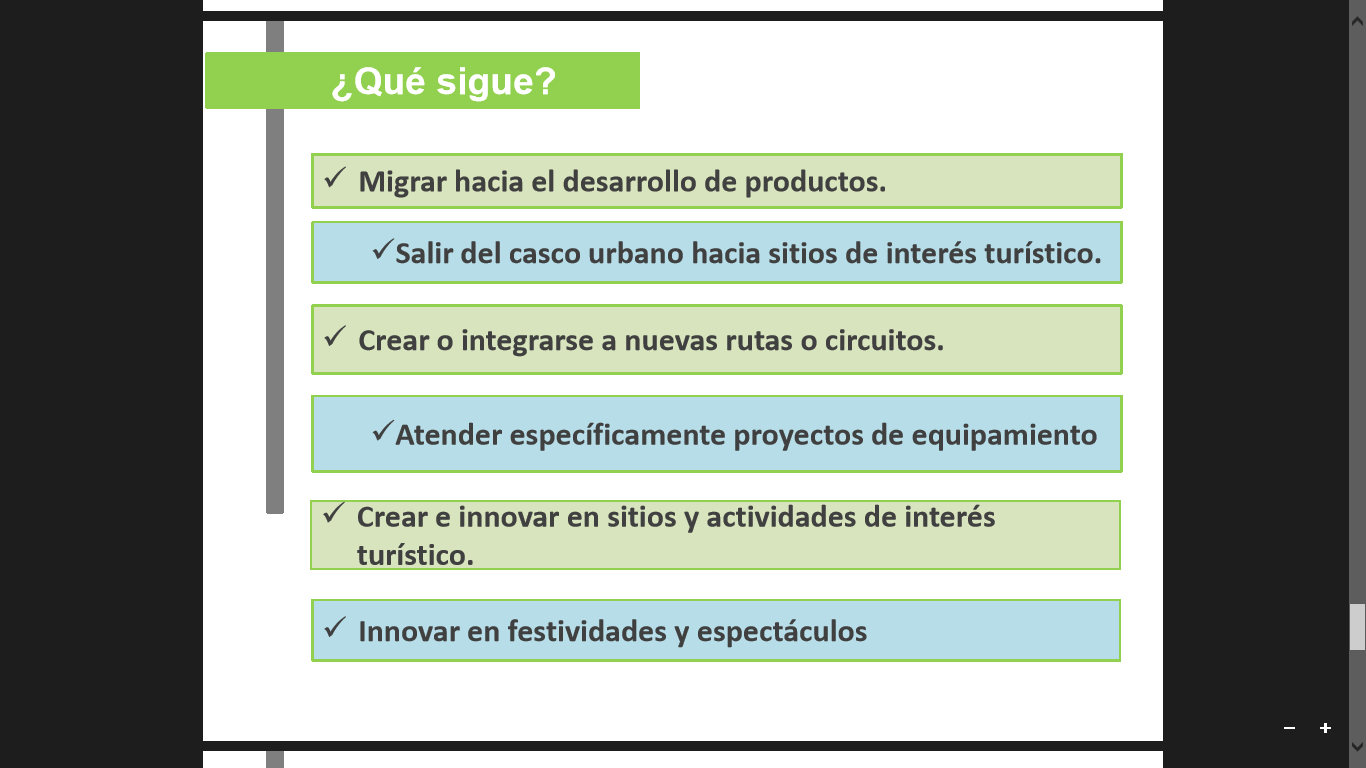 ¿Qué sigue?
✓ Migrar hacia el desarrollo de productos.
✓Salir del casco urbano hacia sitios de interés turístico.
✓ Crear o integrarse a nuevas rutas o circuitos.
✓Atender específicamente proyectos de equipamiento
✓ Crear e innovar en sitios y actividades de interés
turístico.
✓ Innovar en festividades y espectáculos